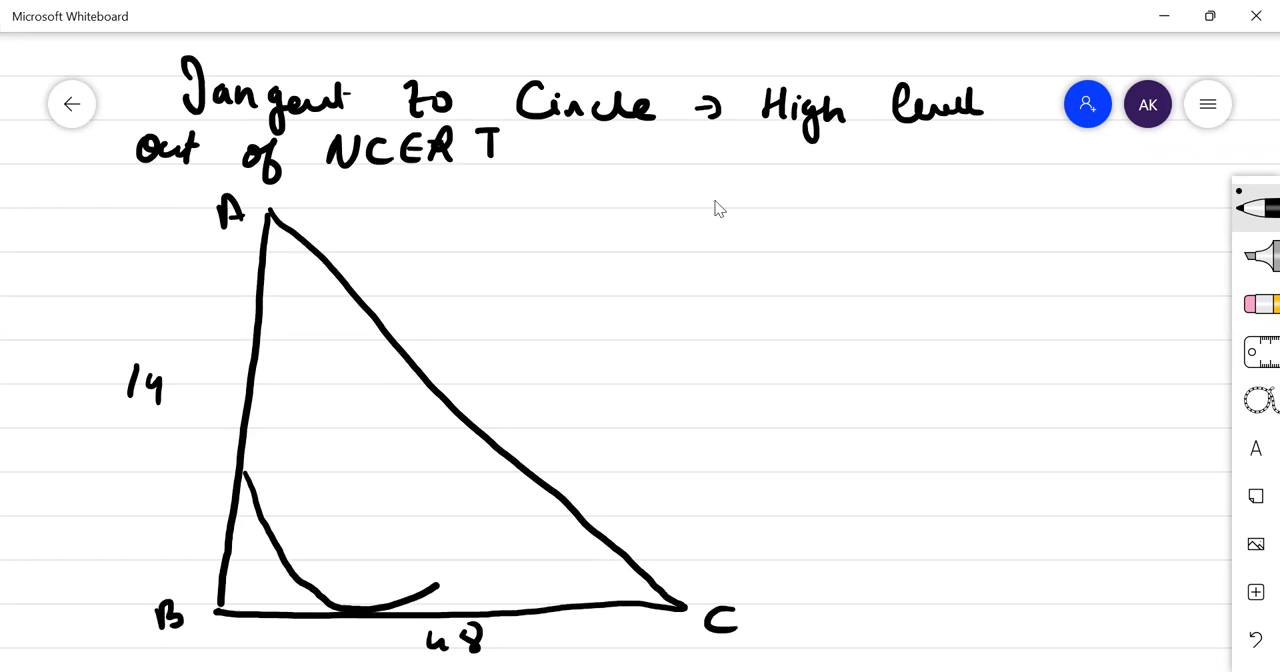 Microsoft Whiteboard
Tangent to Circle → High level
AK
out of NCERT
A
14
B
C
48
A